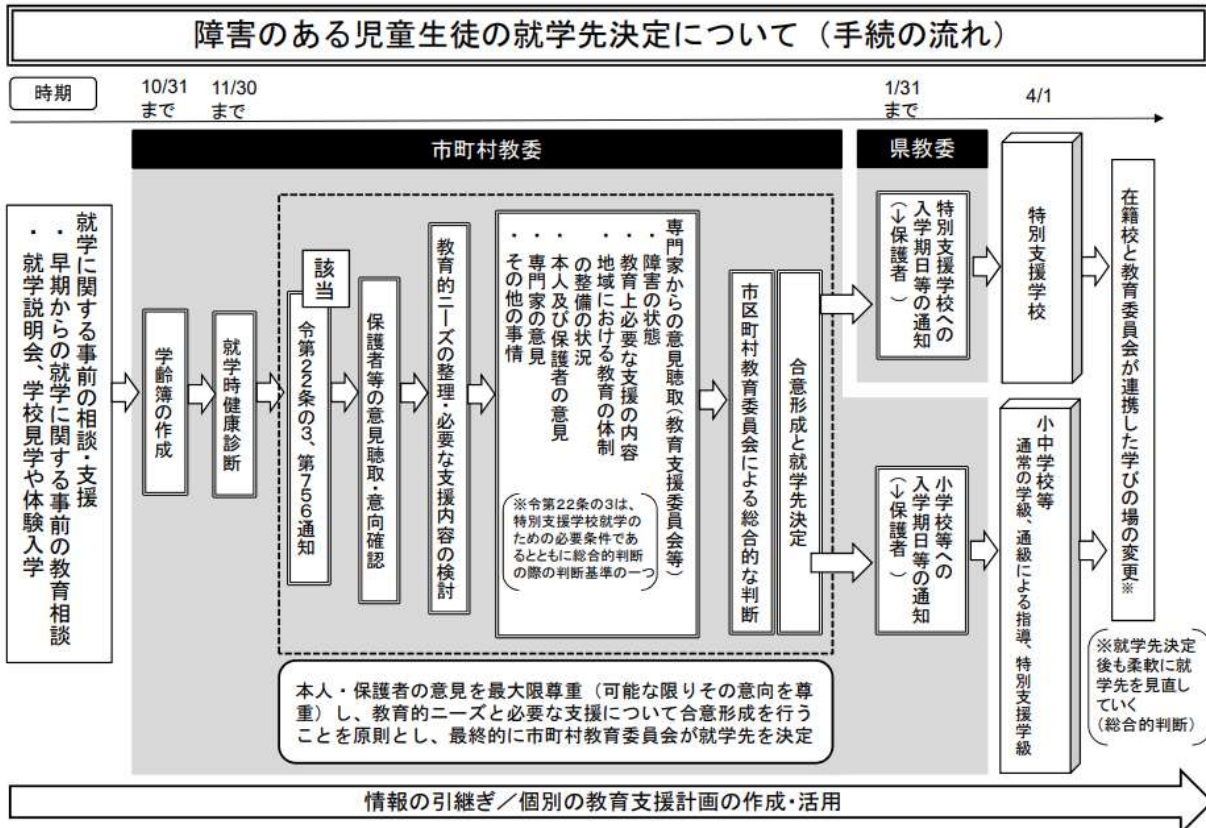 障害のある児童生徒の就学先決定について（手続の流れ）
時期
10/31
まで
11/30
まで
1/31
まで
4/1
市町村教委
県教委
就学に関する事前の相談・支援
・早期からの就学に関する事前の教育相談
・就学説明会、学校見学や体験入学
学齢簿の作成
就学時健康診断
該当
令第２２条の３、第７５６通知
保護者等の意見聴取・意向確認
教育的ニーズの整理・必要な支援内容の検討
専門家からの意見聴取（教育支援委員会等）
・障害の状態
・教育上必要な支援の内容
・地域における教育の体制
の整備の状況
・本人及び保護者の意見
・専門家の意見
・その他の事情
※令第２２条の３は、
特別支援学校就学の
ための必要条件であ
るとともに総合的判断
の際の判断基準の一つ
市区町村教育委員会による総合的な判断
合意形成と就学先決定
特別支援学校への
入学期日等の通知
（↓保護者）
小学校等への
入学期日等の通知
（↓保護者）
特別支援学校
小中学校等
通常の学級、通級による指導、特別支援学級
在籍校と教育委員会が連携した学びの場の変更※
※就学先決定
後も柔軟に就
学先を見直し
ていく
（総合的判断）
本人・保護者の意見を最大限尊重（可能な限りその意向を尊
重）し、教育的ニーズと必要な支援について合意形成を行う
ことを原則とし、最終的に市町村教育委員会が就学先を決定
情報の引継ぎ／個別の教育支援計画の作成・活用